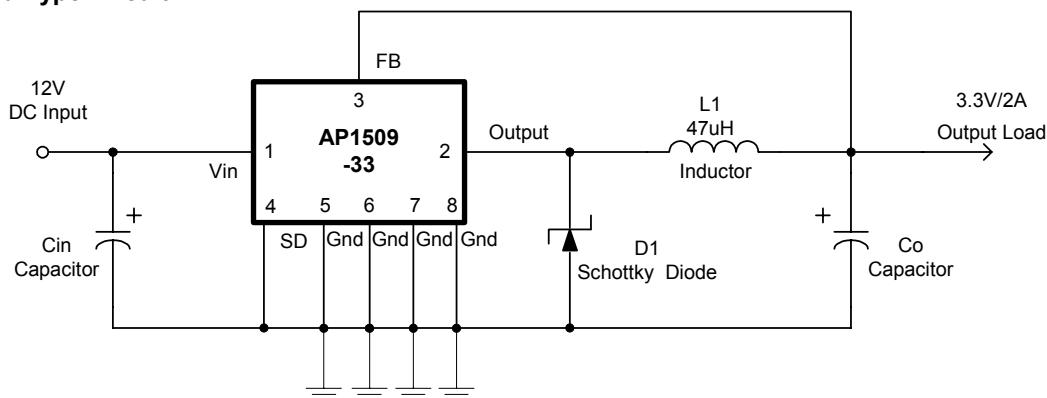 FB
12V
DC Input
3
AP1509
-33
1
2
Vin
Output
L1
47uH
Inductor
3.3V/2A
Output Load
4 5 6 7 8
SD Gnd Gnd Gnd Gnd
+
Cin
Capacitor
D1
Schottky Diode
+
Co
Capacitor